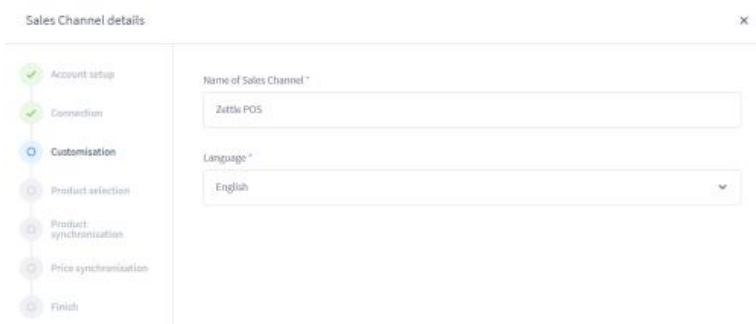 Sales Channel details
×
Account setup
Connection
Customisation
Product selection
Product
synchronisation
Price synchronisation
Finish
Name of Sales Channel *
Zettle POS
Language *
English